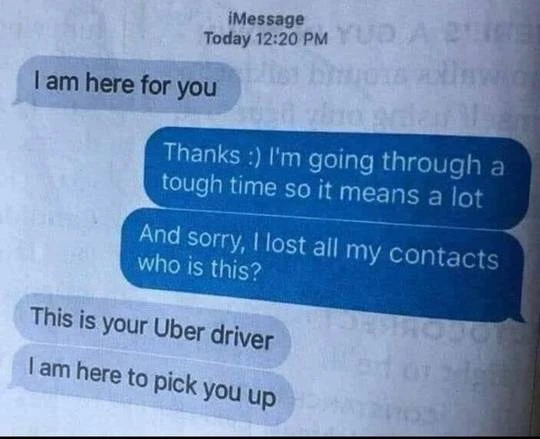 iMessage
Today 12:20 PM
I am here for you
Thanks :) I'm going through a
tough time so it means a lot
And sorry, I lost all my contacts
who is this?
This is your Uber driver
I am here to pick you up